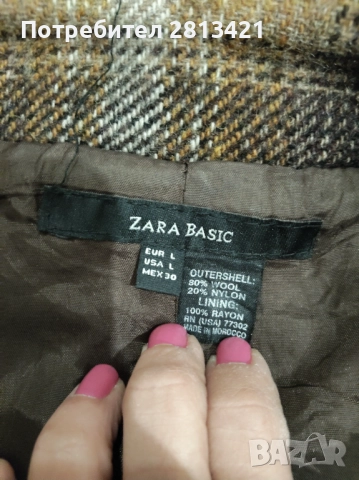 Потребител 2813421
ZARA BASIC
EUR L
USA L
MEX 30
OUTERSHELL:
80% WOOL
20% NYLON
LINING:
100% RAYON
RN (USA) 77302
MADE IN MOROCCO
BAZAR